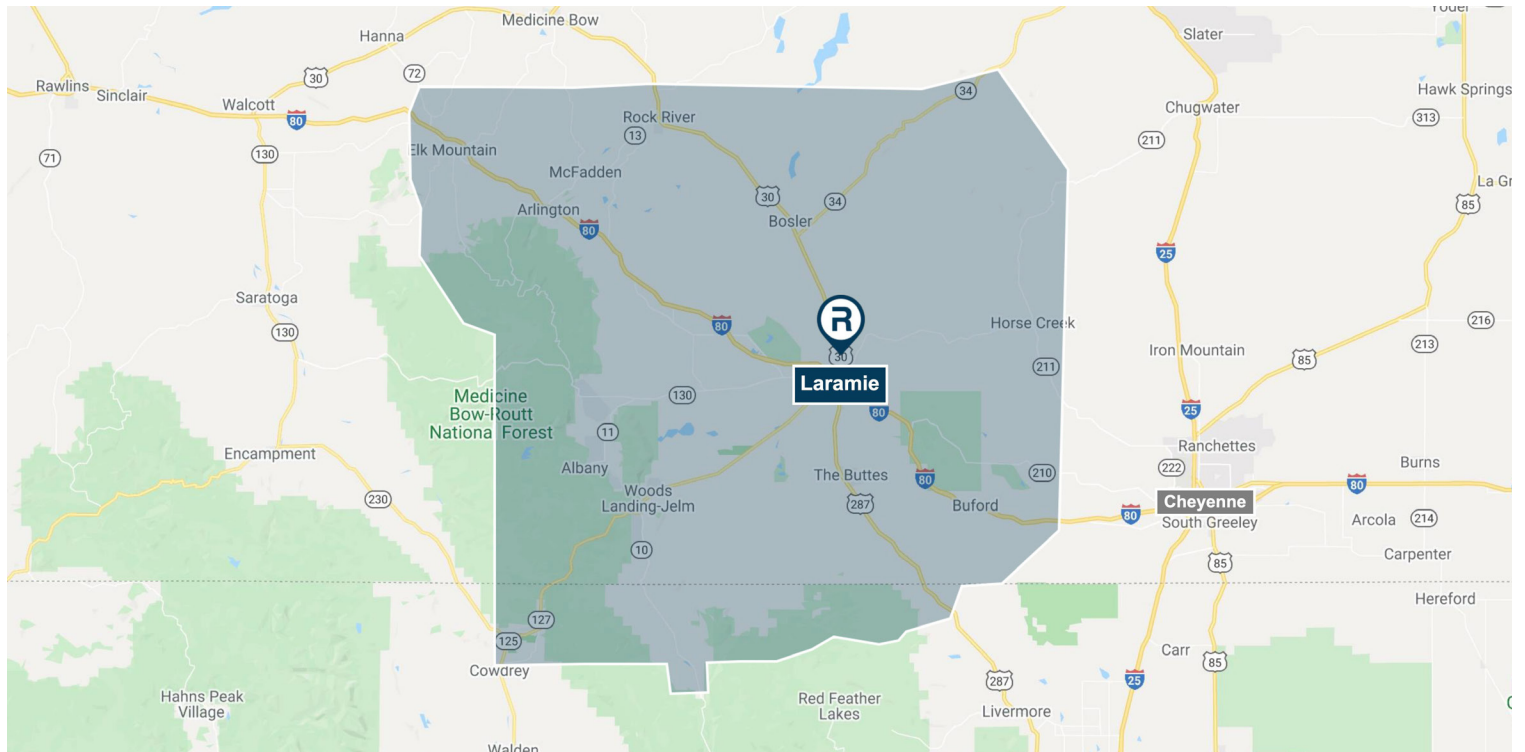 Medicine Bow
Yoder
Hanna
Slater
30
72
Rawlins
Sinclair
Walcott
80
34
Hawk Springs
Chugwater
Rock River
13
313
130
71
Elk Mountain
211
McFadden
La Gr
30
34
85
Arlington
Bosler
80
25
Saratoga
130
80
R
Horse Creek
216
30
213
Iron Mountain
85
211
Laramie
130
80
25
Medicine
Bow-Routt
National Forest
11
Ranchettes
Encampment
Albany
The Buttes
210
222
Burns
80
80
230
Woods
Landing-Jelm
287
Buford
Cheyenne
80
South Greeley
Arcola
214
10
Carpenter
85
Hereford
127
125
Carr
85
Cowdrey
287
25
Hahns Peak
Village
Red Feather
Lakes
Livermore
Walden